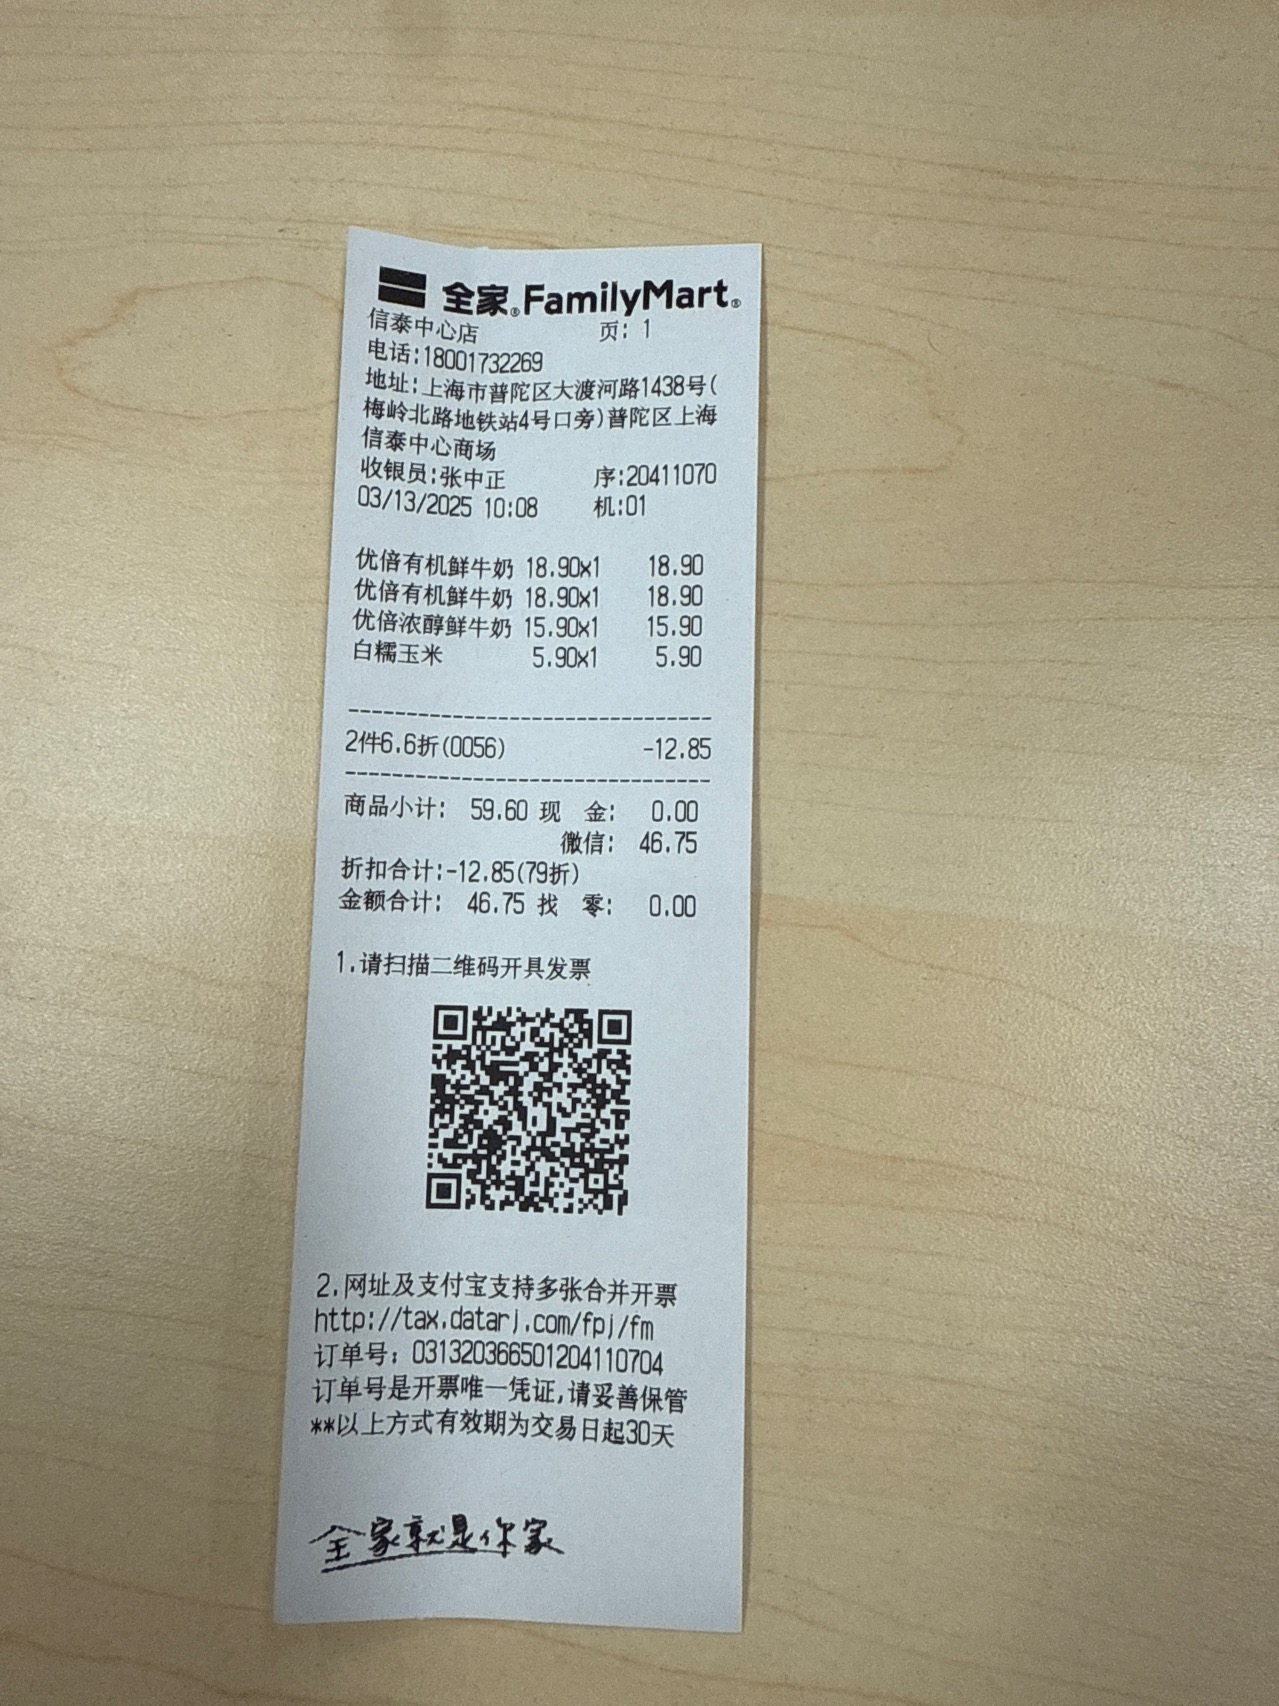 全家®FamilyMart®
信泰中心店 页: 1
电话:18001732269
地址:上海市普陀区大渡河路1438号(
梅岭北路地铁站4号口旁)普陀区上海
信泰中心商场
收银员:张中正 序:20411070
03/13/2025 10:08 机:01
优倍有机鲜牛奶 18.90x1 18.90
优倍有机鲜牛奶 18.90x1 18.90
优倍浓醇鲜牛奶 15.90x1 15.90
白糯玉米 5.90x1 5.90
--------------------------------
2件6.6折(0056) -12.85
--------------------------------
商品小计: 59.60 现 金: 0.00
微信: 46.75
折扣合计:-12.85(79折)
金额合计: 46.75 找 零: 0.00
1.请扫描二维码开具发票
2.网址及支付宝支持多张合并开票
http://tax.datarj.com/fpj/fm
订单号: 0313203665012041​10704
订单号是开票唯一凭证,请妥善保管
**以上方式有效期为交易日起30天
全家就是你家